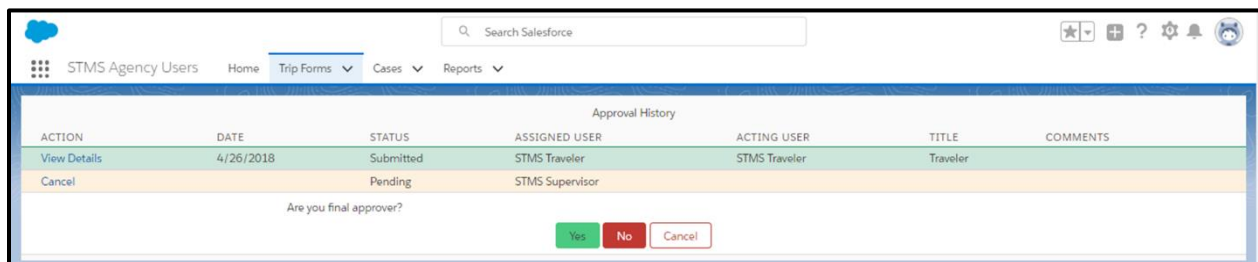 Search Salesforce
STMS Agency Users Home Trip Forms Cases Reports
Approval History
ACTION DATE STATUS ASSIGNED USER ACTING USER TITLE COMMENTS
View Details 4/26/2018 Submitted STMS Traveler STMS Traveler Traveler
Cancel Pending STMS Supervisor
Are you final approver?
Yes No Cancel